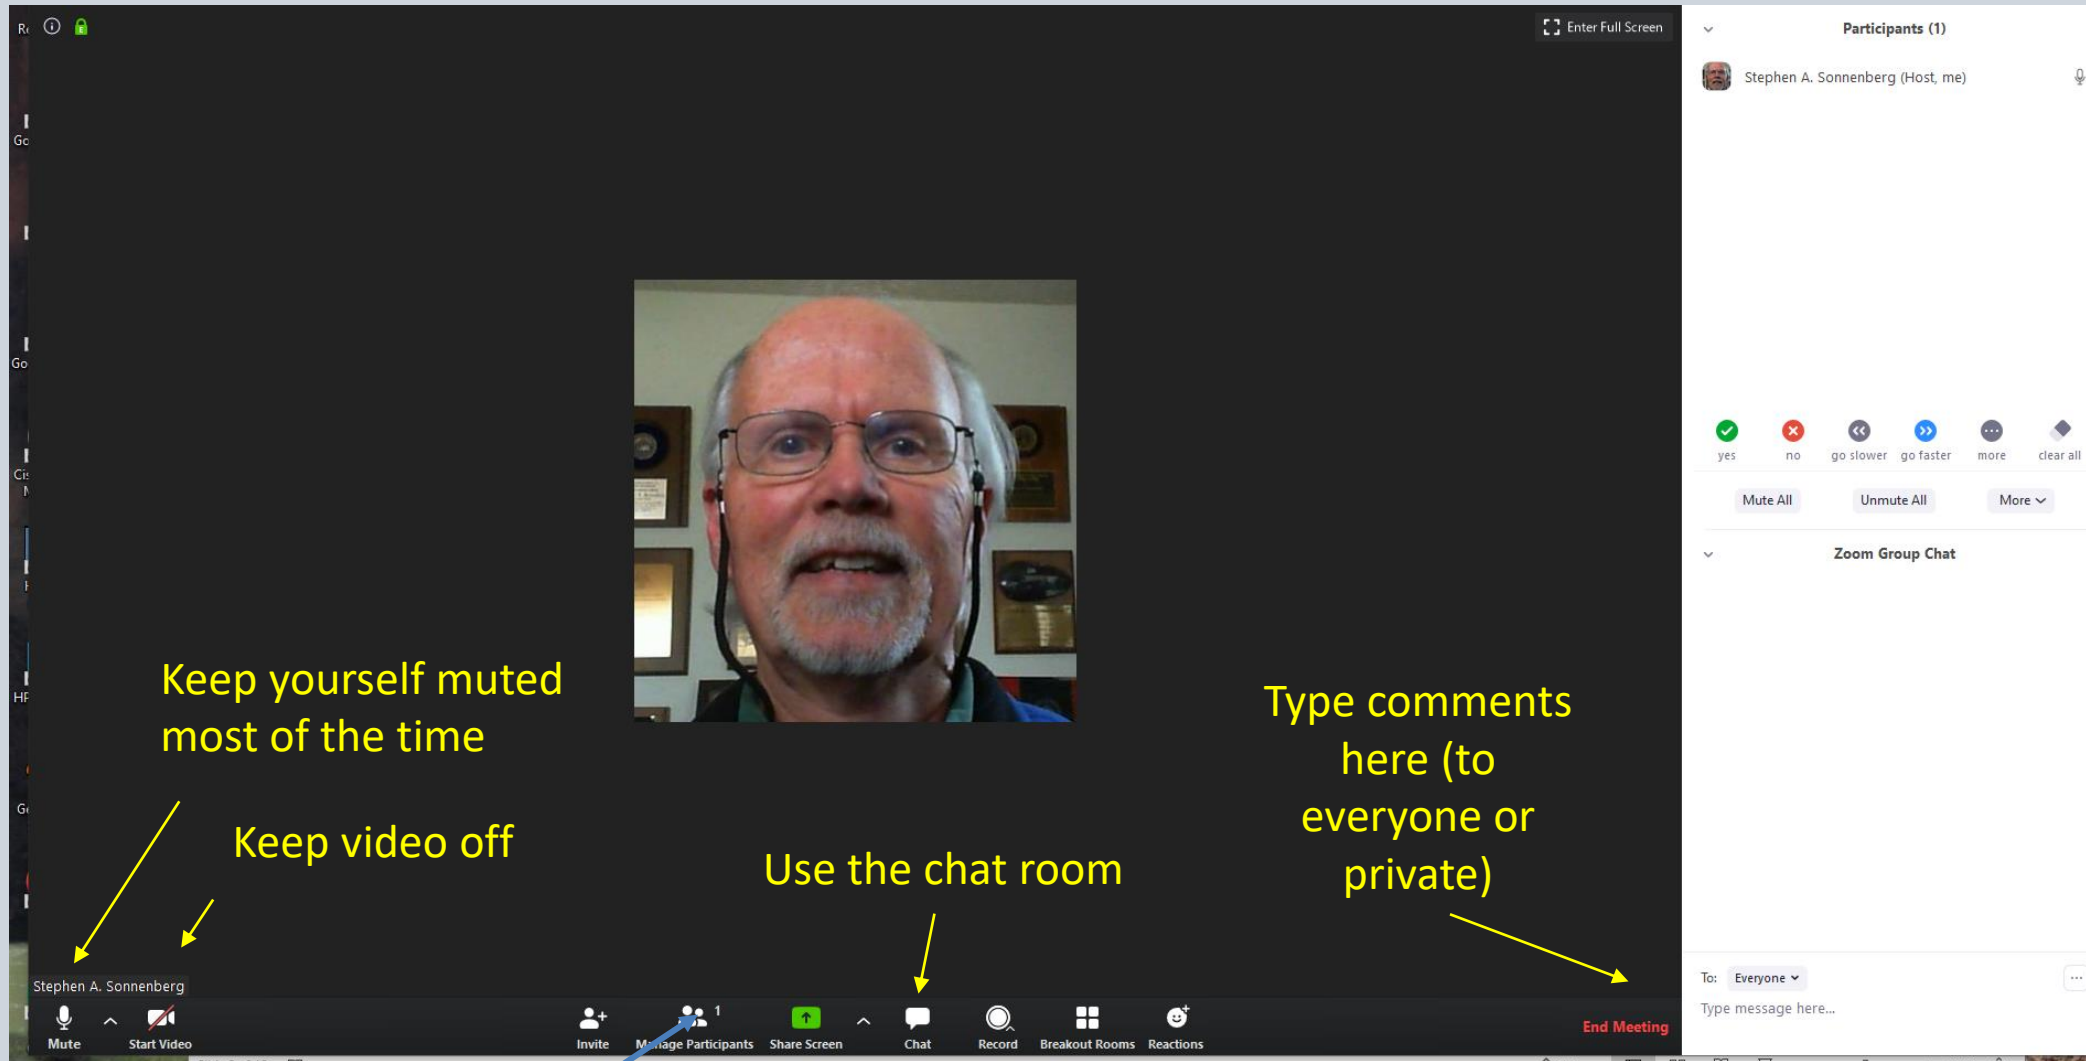 Enter Full Screen
Participants (1)
Stephen A. Sonnenberg (Host, me)
yes
no
go slower
go faster
more
clear all
Mute All
Unmute All
More
Zoom Group Chat
Keep yourself muted
most of the time
Keep video off
Use the chat room
Type comments
here (to
everyone or
private)
Stephen A. Sonnenberg
Mute
Start Video
Invite
1
Manage Participants
Share Screen
Chat
Record
Breakout Rooms
Reactions
End Meeting
To: Everyone
Type message here...